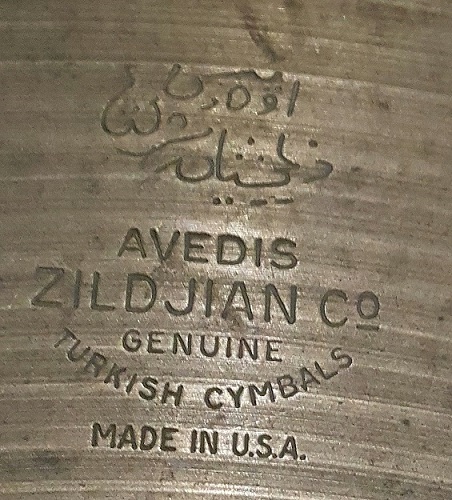 AVEDIS
ZILDJIAN Co
GENUINE
TURKISH CYMBALS
MADE IN U.S.A.